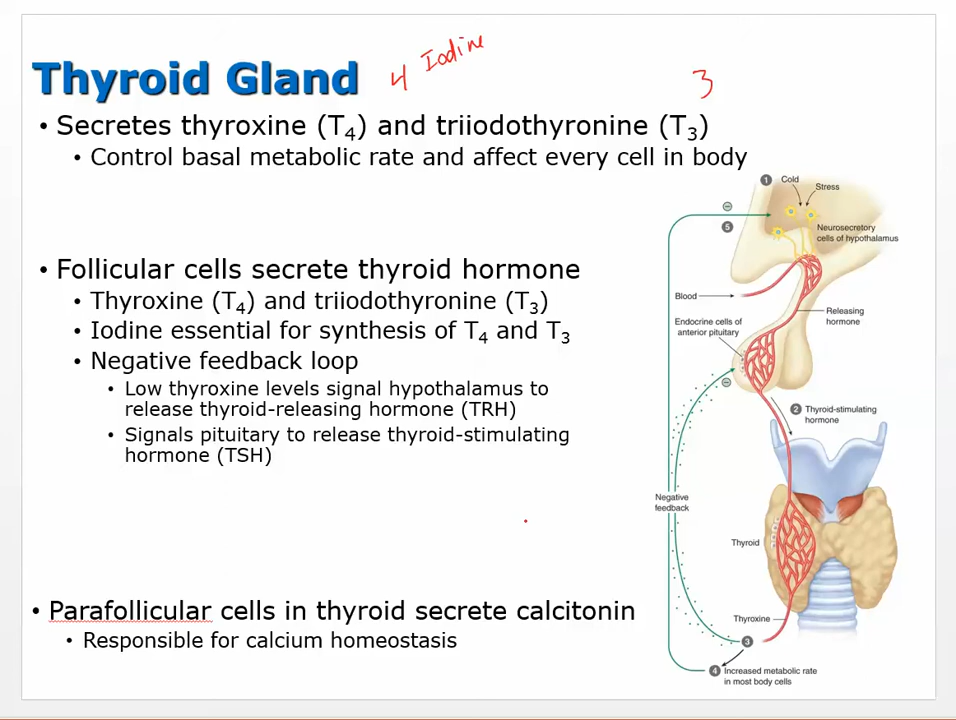 4 Iodine
Thyroid Gland
3
• Secretes thyroxine (T₄) and triiodothyronine (T₃)
• Control basal metabolic rate and affect every cell in body
• Follicular cells secrete thyroid hormone
• Thyroxine (T₄) and triiodothyronine (T₃)
• Iodine essential for synthesis of T₄ and T₃
• Negative feedback loop
• Low thyroxine levels signal hypothalamus to
release thyroid-releasing hormone (TRH)
• Signals pituitary to release thyroid-stimulating
hormone (TSH)
• Parafollicular cells in thyroid secrete calcitonin
• Responsible for calcium homeostasis
1 Cold
Stress
−
5
Neurosecretory
cells of hypothalamus
Blood
Releasing
hormone
Endocrine cells of
anterior pituitary
−
2 Thyroid-stimulating
hormone
Negative
feedback
Thyroid
Thyroxine
3
4 Increased metabolic rate
in most body cells